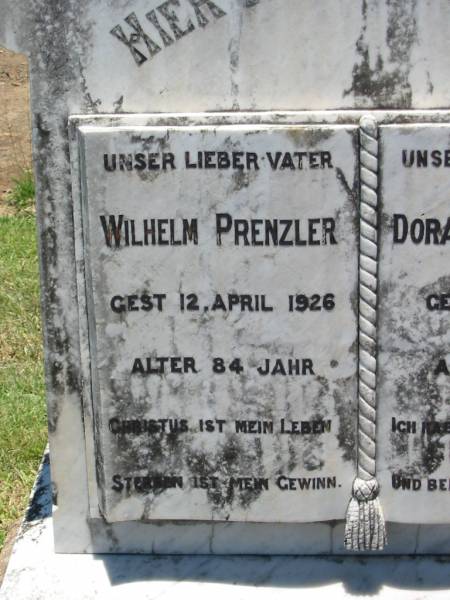 HIER
UNSER LIEBER VATER
WILHELM PRENZLER
GEST 12. APRIL 1926
ALTER 84 JAHR
CHRISTUS IST MEIN LEBEN
STERBEN IST MEIN GEWINN.
UNSE
DORA
GE
A
ICH HAB
UND BE